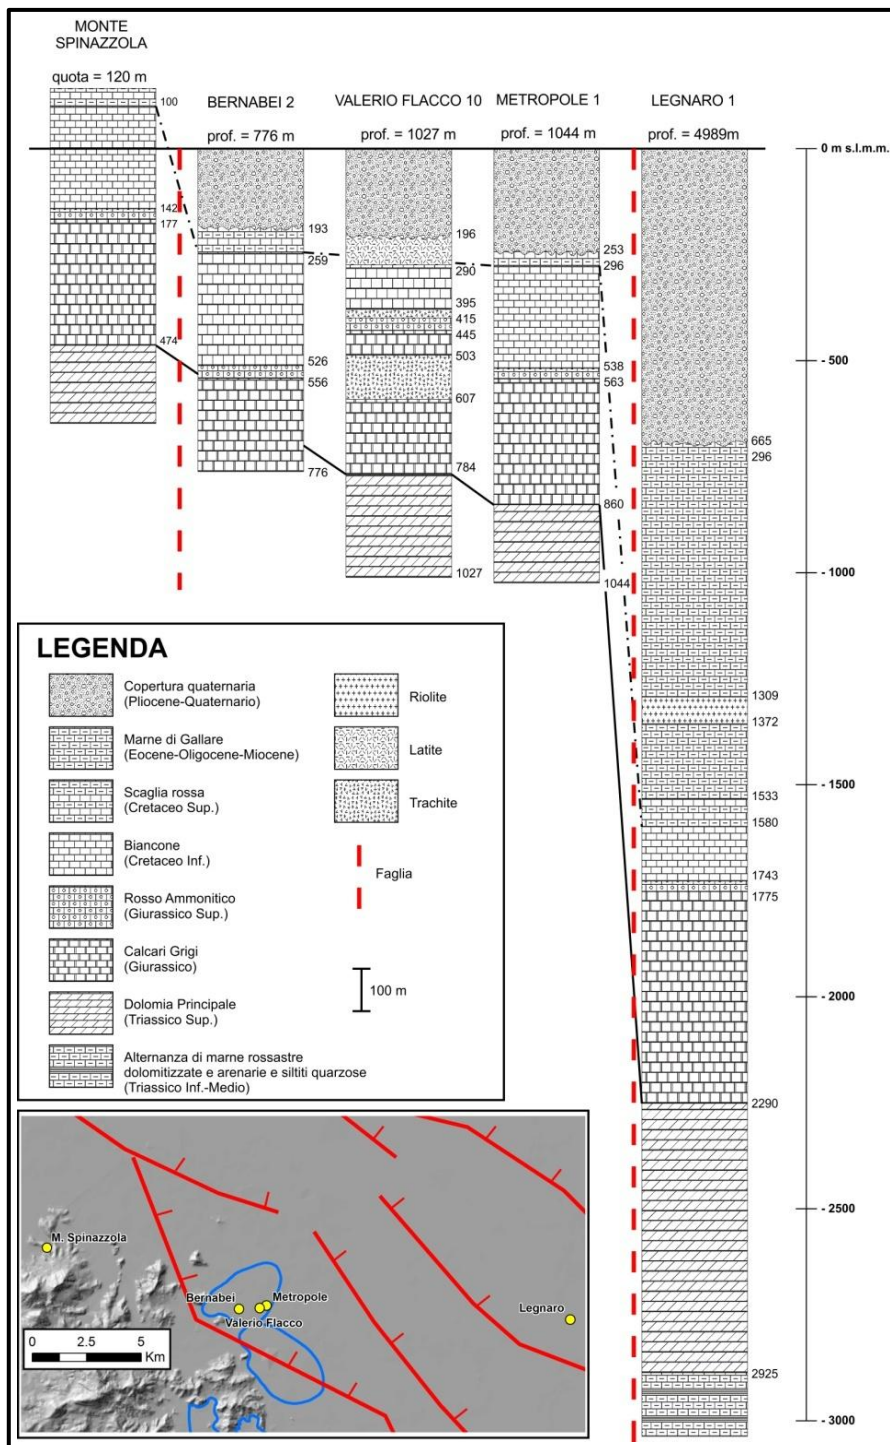 MONTE
SPINAZZOLA
quota = 120 m
100
142
177
474
BERNABEI 2
prof. = 776 m
193
259
526
556
776
VALERIO FLACCO 10
prof. = 1027 m
196
290
395
415
445
503
607
784
1027
METROPOLE 1
prof. = 1044 m
253
296
538
563
860
1044
LEGNARO 1
prof. = 4989m
665
296
1309
1372
1533
1580
1743
1775
2290
2925
0 m s.l.m.m.
- 500
- 1000
- 1500
- 2000
- 2500
- 3000
LEGENDA
Copertura quaternaria
(Pliocene-Quaternario)
Marne di Gallare
(Eocene-Oligocene-Miocene)
Scaglia rossa
(Cretaceo Sup.)
Biancone
(Cretaceo Inf.)
Rosso Ammonitico
(Giurassico Sup.)
Calcari Grigi
(Giurassico)
Dolomia Principale
(Triassico Sup.)
Alternanza di marne rossastre
dolomitizzate e arenarie e siltiti quarzose
(Triassico Inf.-Medio)
Riolite
Latite
Trachite
Faglia
100 m
M. Spinazzola
Bernabei
Metropole
Valerio Flacco
Legnaro
0 2.5 5
Km